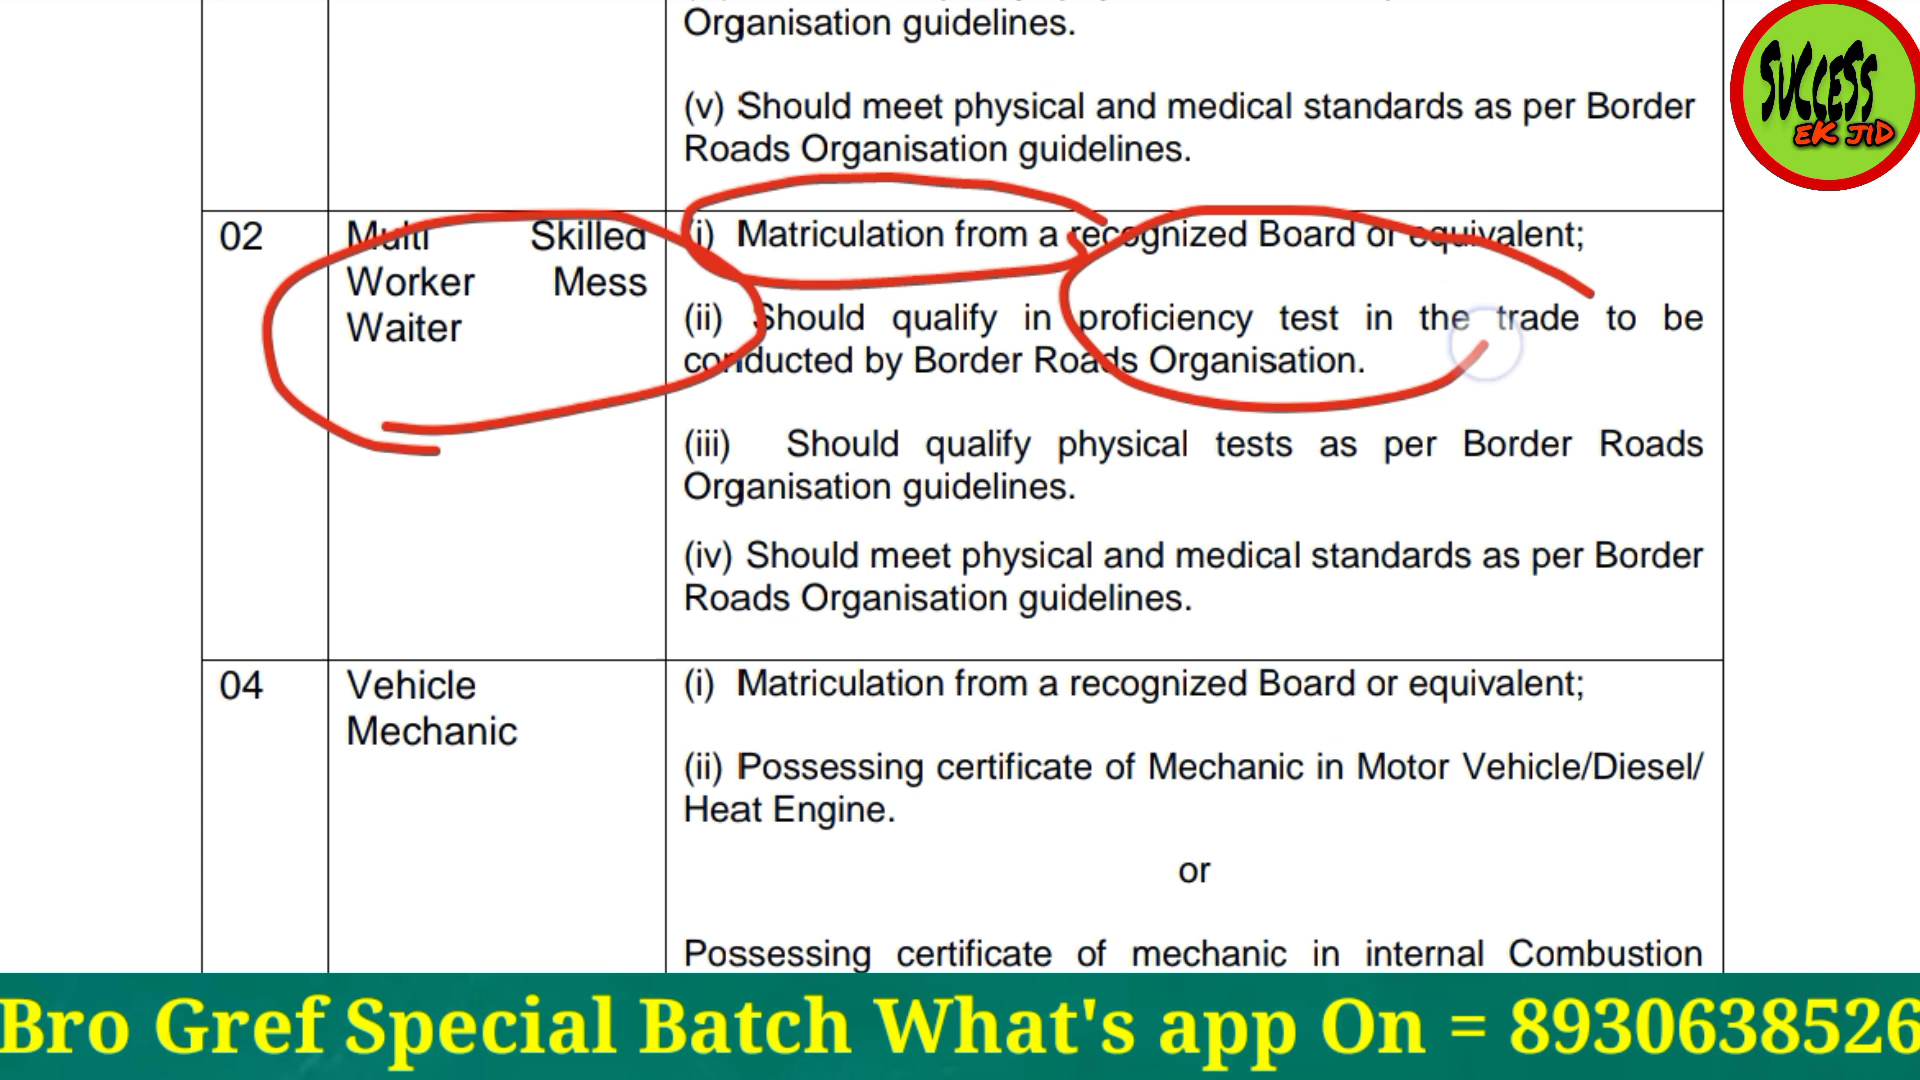 Organisation guidelines.
(v) Should meet physical and medical standards as per Border
Roads Organisation guidelines.
02
Multi Skilled
Worker Mess
Waiter
(i) Matriculation from a recognized Board or equivalent;
(ii) Should qualify in proficiency test in the trade to be
conducted by Border Roads Organisation.
(iii) Should qualify physical tests as per Border Roads
Organisation guidelines.
(iv) Should meet physical and medical standards as per Border
Roads Organisation guidelines.
04
Vehicle
Mechanic
(i) Matriculation from a recognized Board or equivalent;
(ii) Possessing certificate of Mechanic in Motor Vehicle/Diesel/
Heat Engine.
or
Possessing certificate of mechanic in internal Combustion
SUCCESS
EK JID
Bro Gref Special Batch What's app On = 8930638526